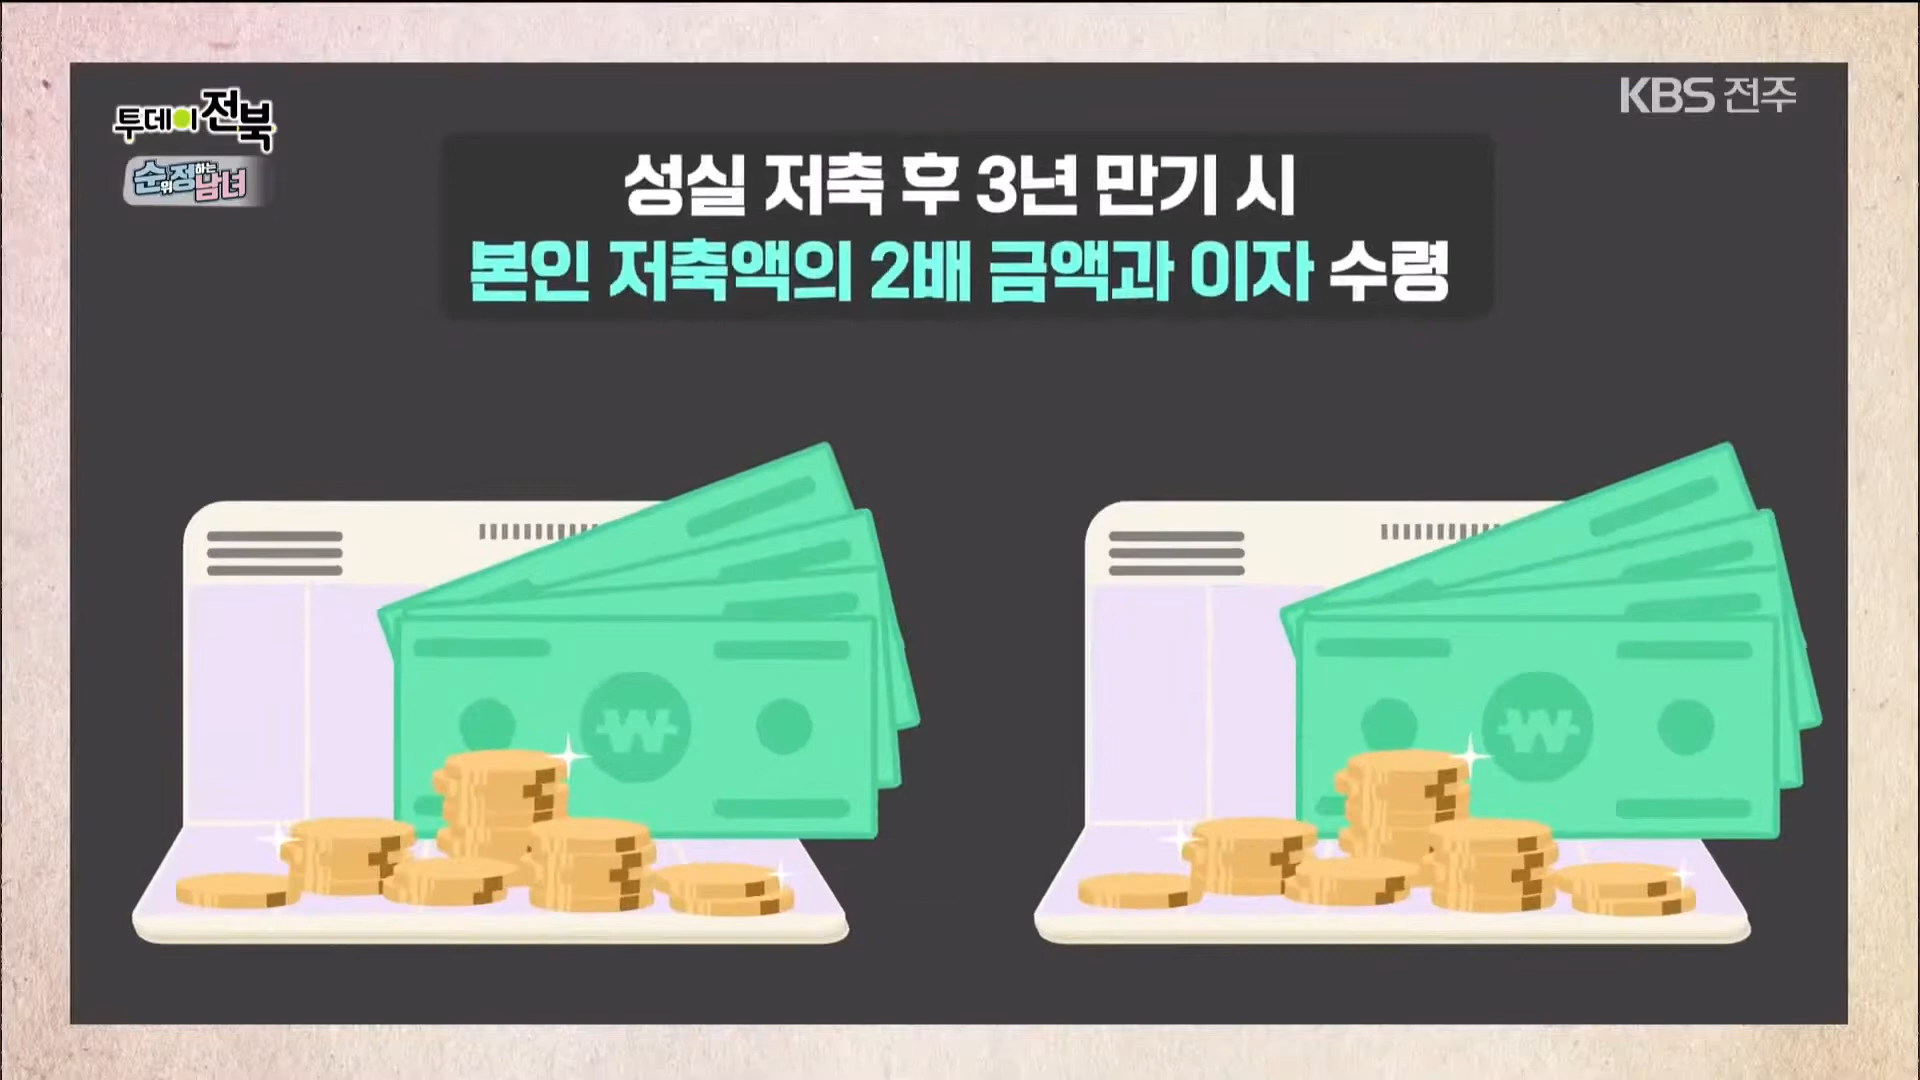 투데이 전북
순위정하는 남녀
KBS 전주
성실 저축 후 3년 만기 시
본인 저축액의 2배 금액과 이자 수령